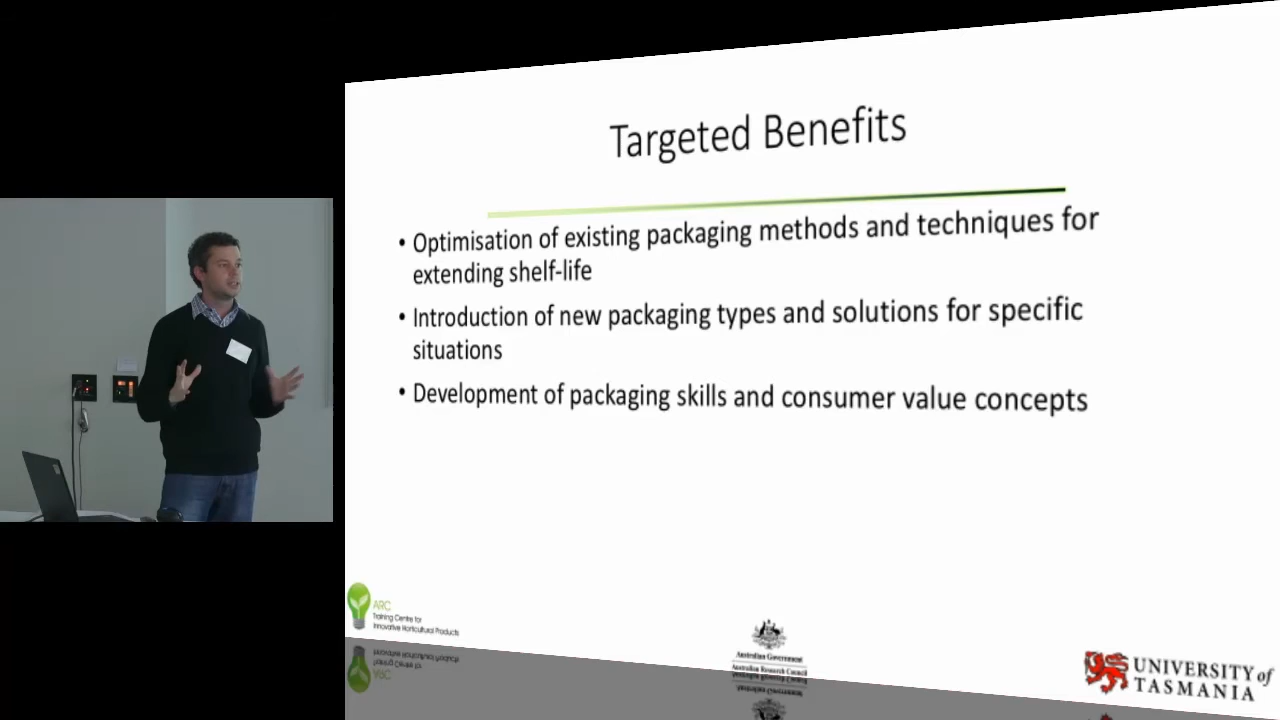 Targeted Benefits
• Optimisation of existing packaging methods and techniques for
extending shelf-life
• Introduction of new packaging types and solutions for specific
situations
• Development of packaging skills and consumer value concepts
ARC
Training Centre for
Innovative Horticultural Products
Australian Government
Australian Research Council
UNIVERSITY of
TASMANIA